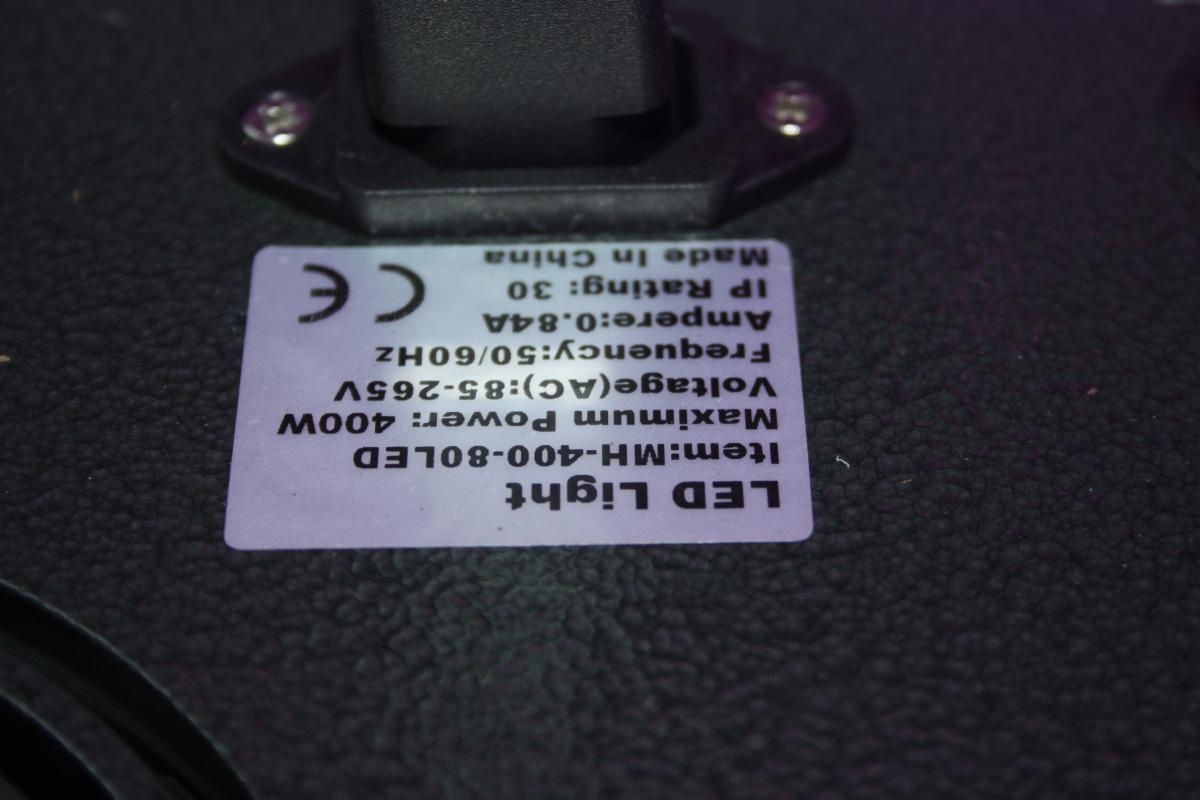 LED Light
Item:MH-400-80LED
Maximum Power: 400W
Voltage(AC):85-265V
Frequency:50/60Hz
Ampere:0.84A
IP Rating: 30
Made In China
CE